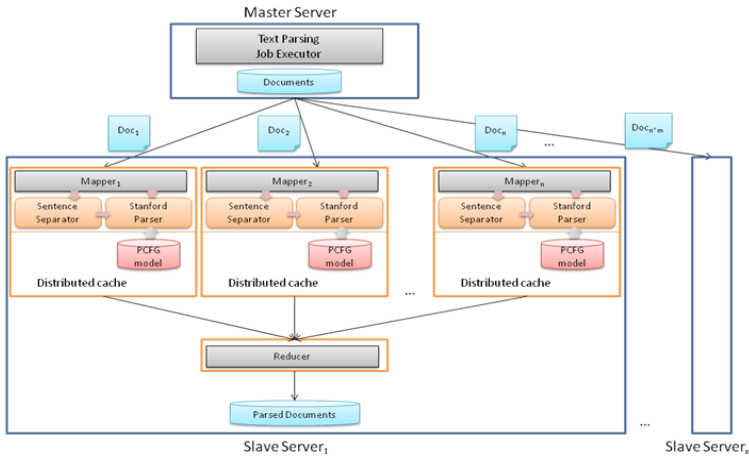 Master Server
Text Parsing
Job Executor
Documents
Doc₁
Doc₂
Docₙ
...
Docₙ*ₘ
Mapper₁
Sentence
Separator
Stanford
Parser
PCFG
model
Distributed cache
Mapper₂
Sentence
Separator
Stanford
Parser
PCFG
model
Distributed cache
...
Mapperₙ
Sentence
Separator
Stanford
Parser
PCFG
model
Distributed cache
Reducer
Parsed Documents
...
Slave Server₁
Slave Server